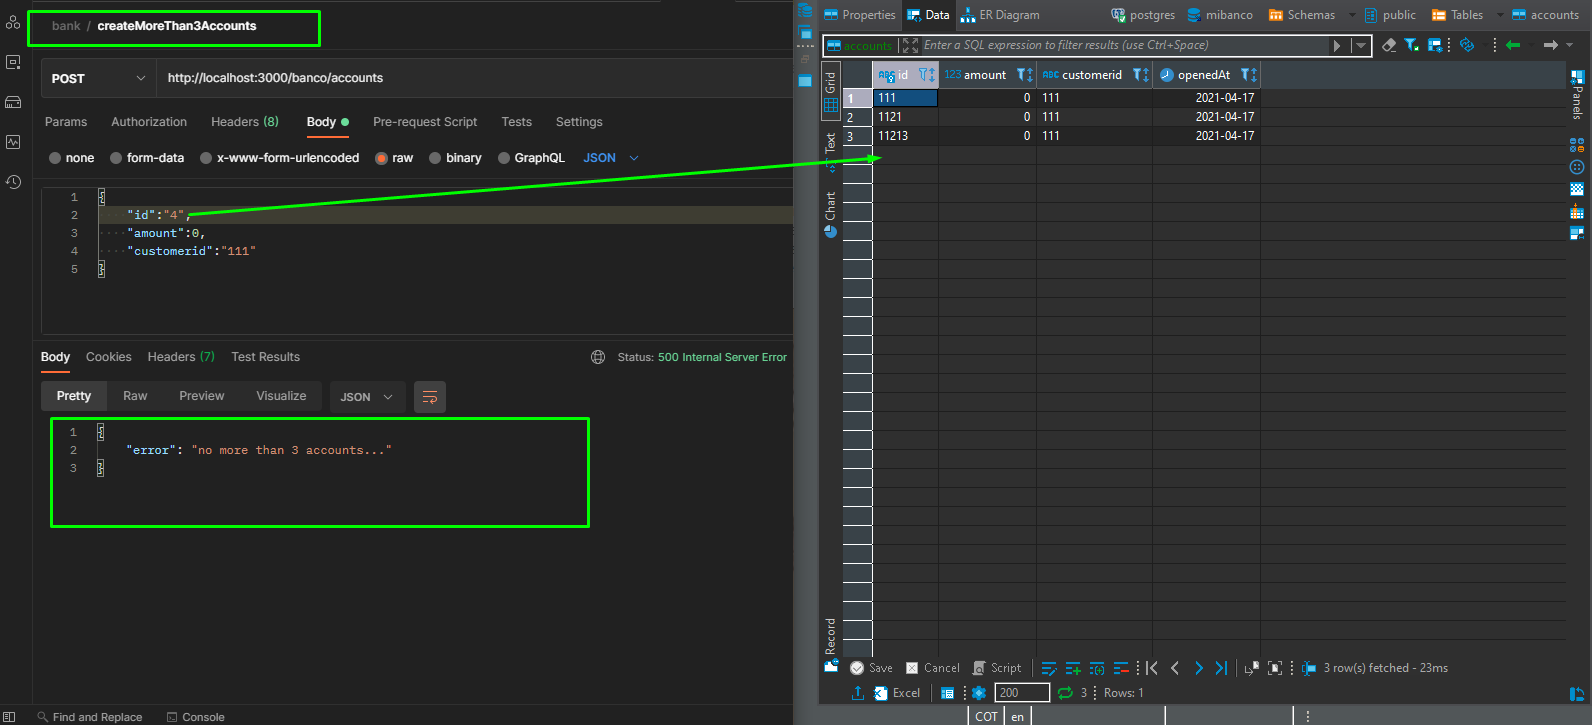 bank / createMoreThan3Accounts
POST http://localhost:3000/banco/accounts
Params Authorization Headers (8) Body Pre-request Script Tests Settings
none form-data x-www-form-urlencoded raw binary GraphQL JSON
1 {
2 "id":"4",
3 "amount":0,
4 "customerid":"111"
5 }
Body Cookies Headers (7) Test Results Status: 500 Internal Server Error
Pretty Raw Preview Visualize JSON
1 {
2 "error": "no more than 3 accounts..."
3 }
Find and Replace Console
Properties Data ER Diagram postgres mibanco Schemas public Tables accounts
accounts Enter a SQL expression to filter results (use Ctrl+Space)
Grid
Text
Chart
Record
ABC id 123 amount ABC customerid openedAt
1 111 0 111 2021-04-17
2 1121 0 111 2021-04-17
3 11213 0 111 2021-04-17
Panels
Save Cancel Script 3 row(s) fetched - 23ms
Excel 200 3 Rows: 1
COT en